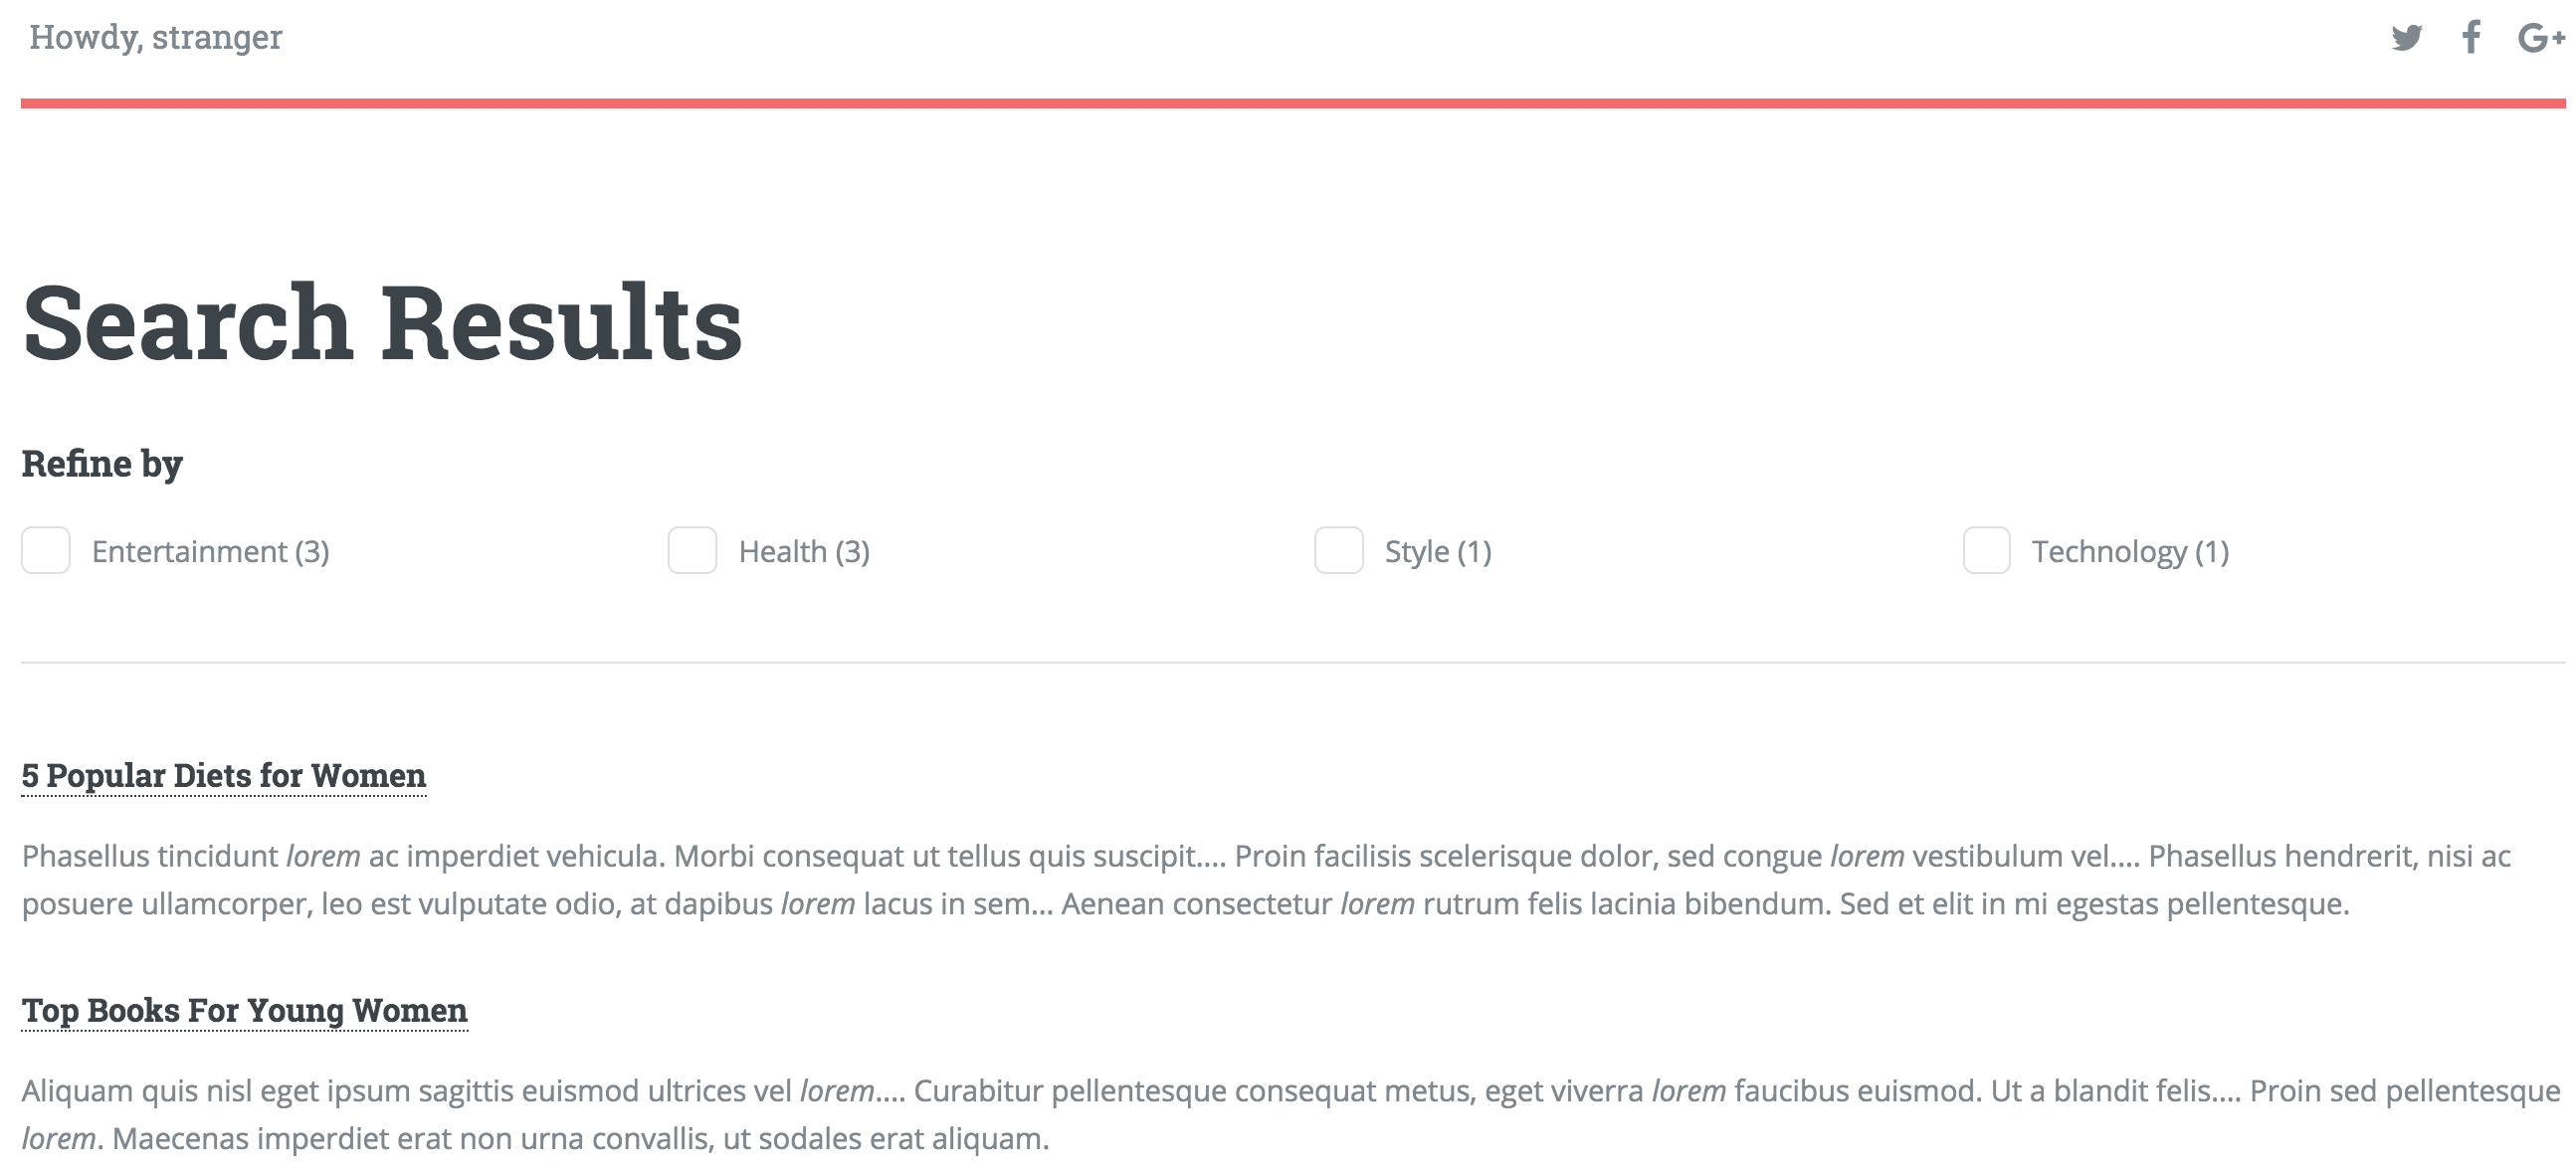 Howdy, stranger
Search Results
Refine by
Entertainment (3)
Health (3)
Style (1)
Technology (1)
5 Popular Diets for Women
Phasellus tincidunt lorem ac imperdiet vehicula. Morbi consequat ut tellus quis suscipit.... Proin facilisis scelerisque dolor, sed congue lorem vestibulum vel.... Phasellus hendrerit, nisi ac
posuere ullamcorper, leo est vulputate odio, at dapibus lorem lacus in sem... Aenean consectetur lorem rutrum felis lacinia bibendum. Sed et elit in mi egestas pellentesque.
Top Books For Young Women
Aliquam quis nisl eget ipsum sagittis euismod ultrices vel lorem.... Curabitur pellentesque consequat metus, eget viverra lorem faucibus euismod. Ut a blandit felis.... Proin sed pellentesque
lorem. Maecenas imperdiet erat non urna convallis, ut sodales erat aliquam.